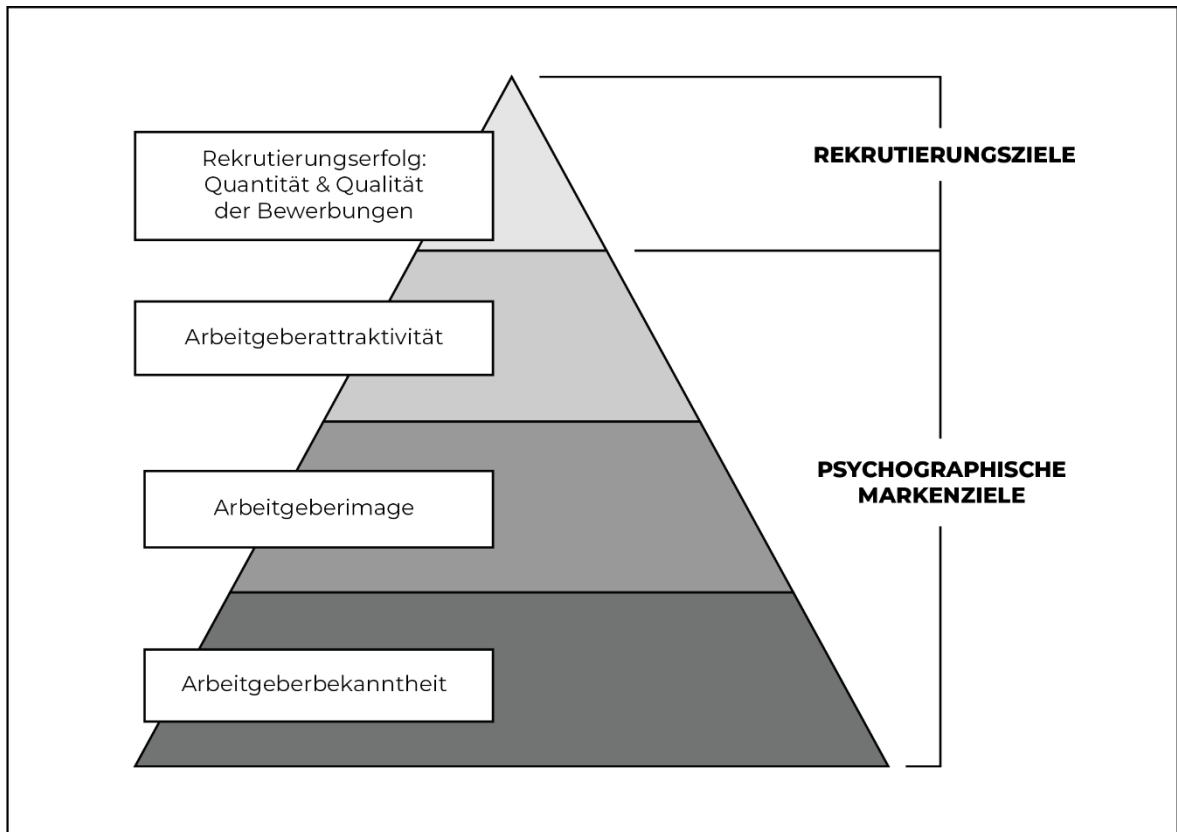 Rekrutierungserfolg:
Quantität & Qualität
der Bewerbungen
REKRUTIERUNGSZIELE
Arbeitgeberattraktivität
PSYCHOGRAPHISCHE
MARKENZIELE
Arbeitgeberimage
Arbeitgeberbekanntheit